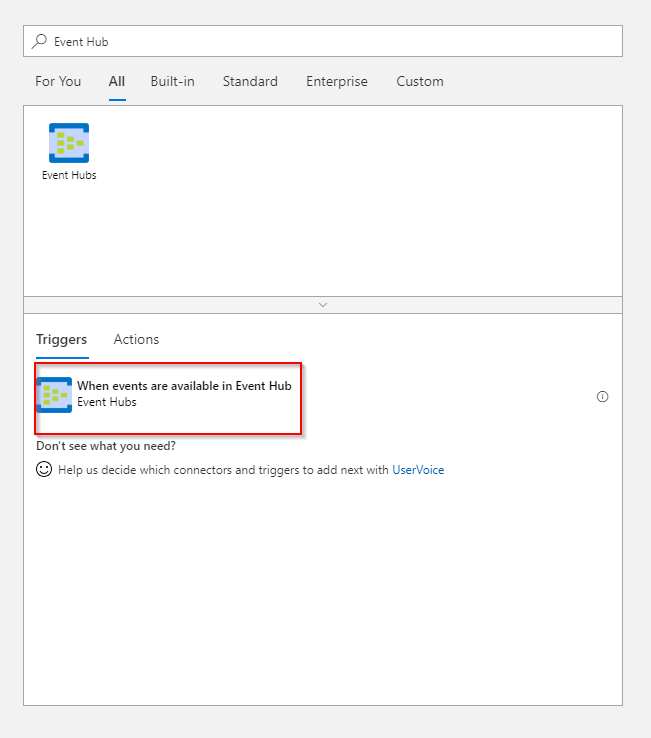 Event Hub
For You All Built-in Standard Enterprise Custom
Event Hubs
Triggers Actions
When events are available in Event Hub
Event Hubs
Don't see what you need?
Help us decide which connectors and triggers to add next with UserVoice